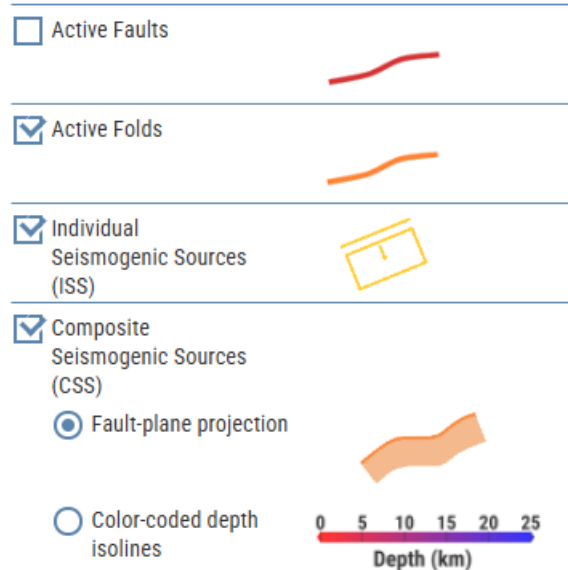 Active Faults
Active Folds
Individual
Seismogenic Sources
(ISS)
Composite
Seismogenic Sources
(CSS)
Fault-plane projection
Color-coded depth
isolines
0 5 10 15 20 25
Depth (km)